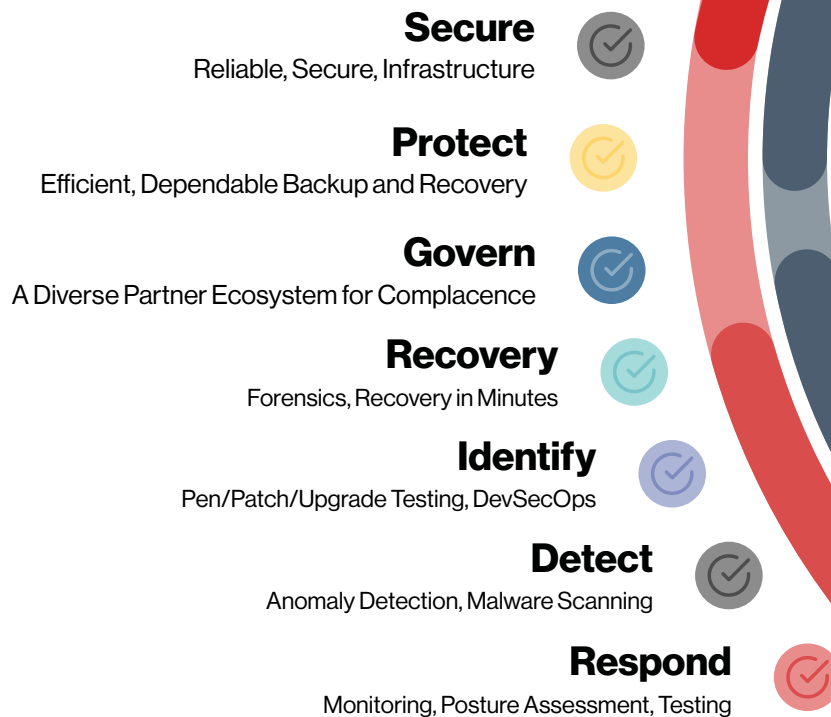 Secure
Reliable, Secure, Infrastructure
Protect
Efficient, Dependable Backup and Recovery
Govern
A Diverse Partner Ecosystem for Complacence
Recovery
Forensics, Recovery in Minutes
Identify
Pen/Patch/Upgrade Testing, DevSecOps
Detect
Anomaly Detection, Malware Scanning
Respond
Monitoring, Posture Assessment, Testing